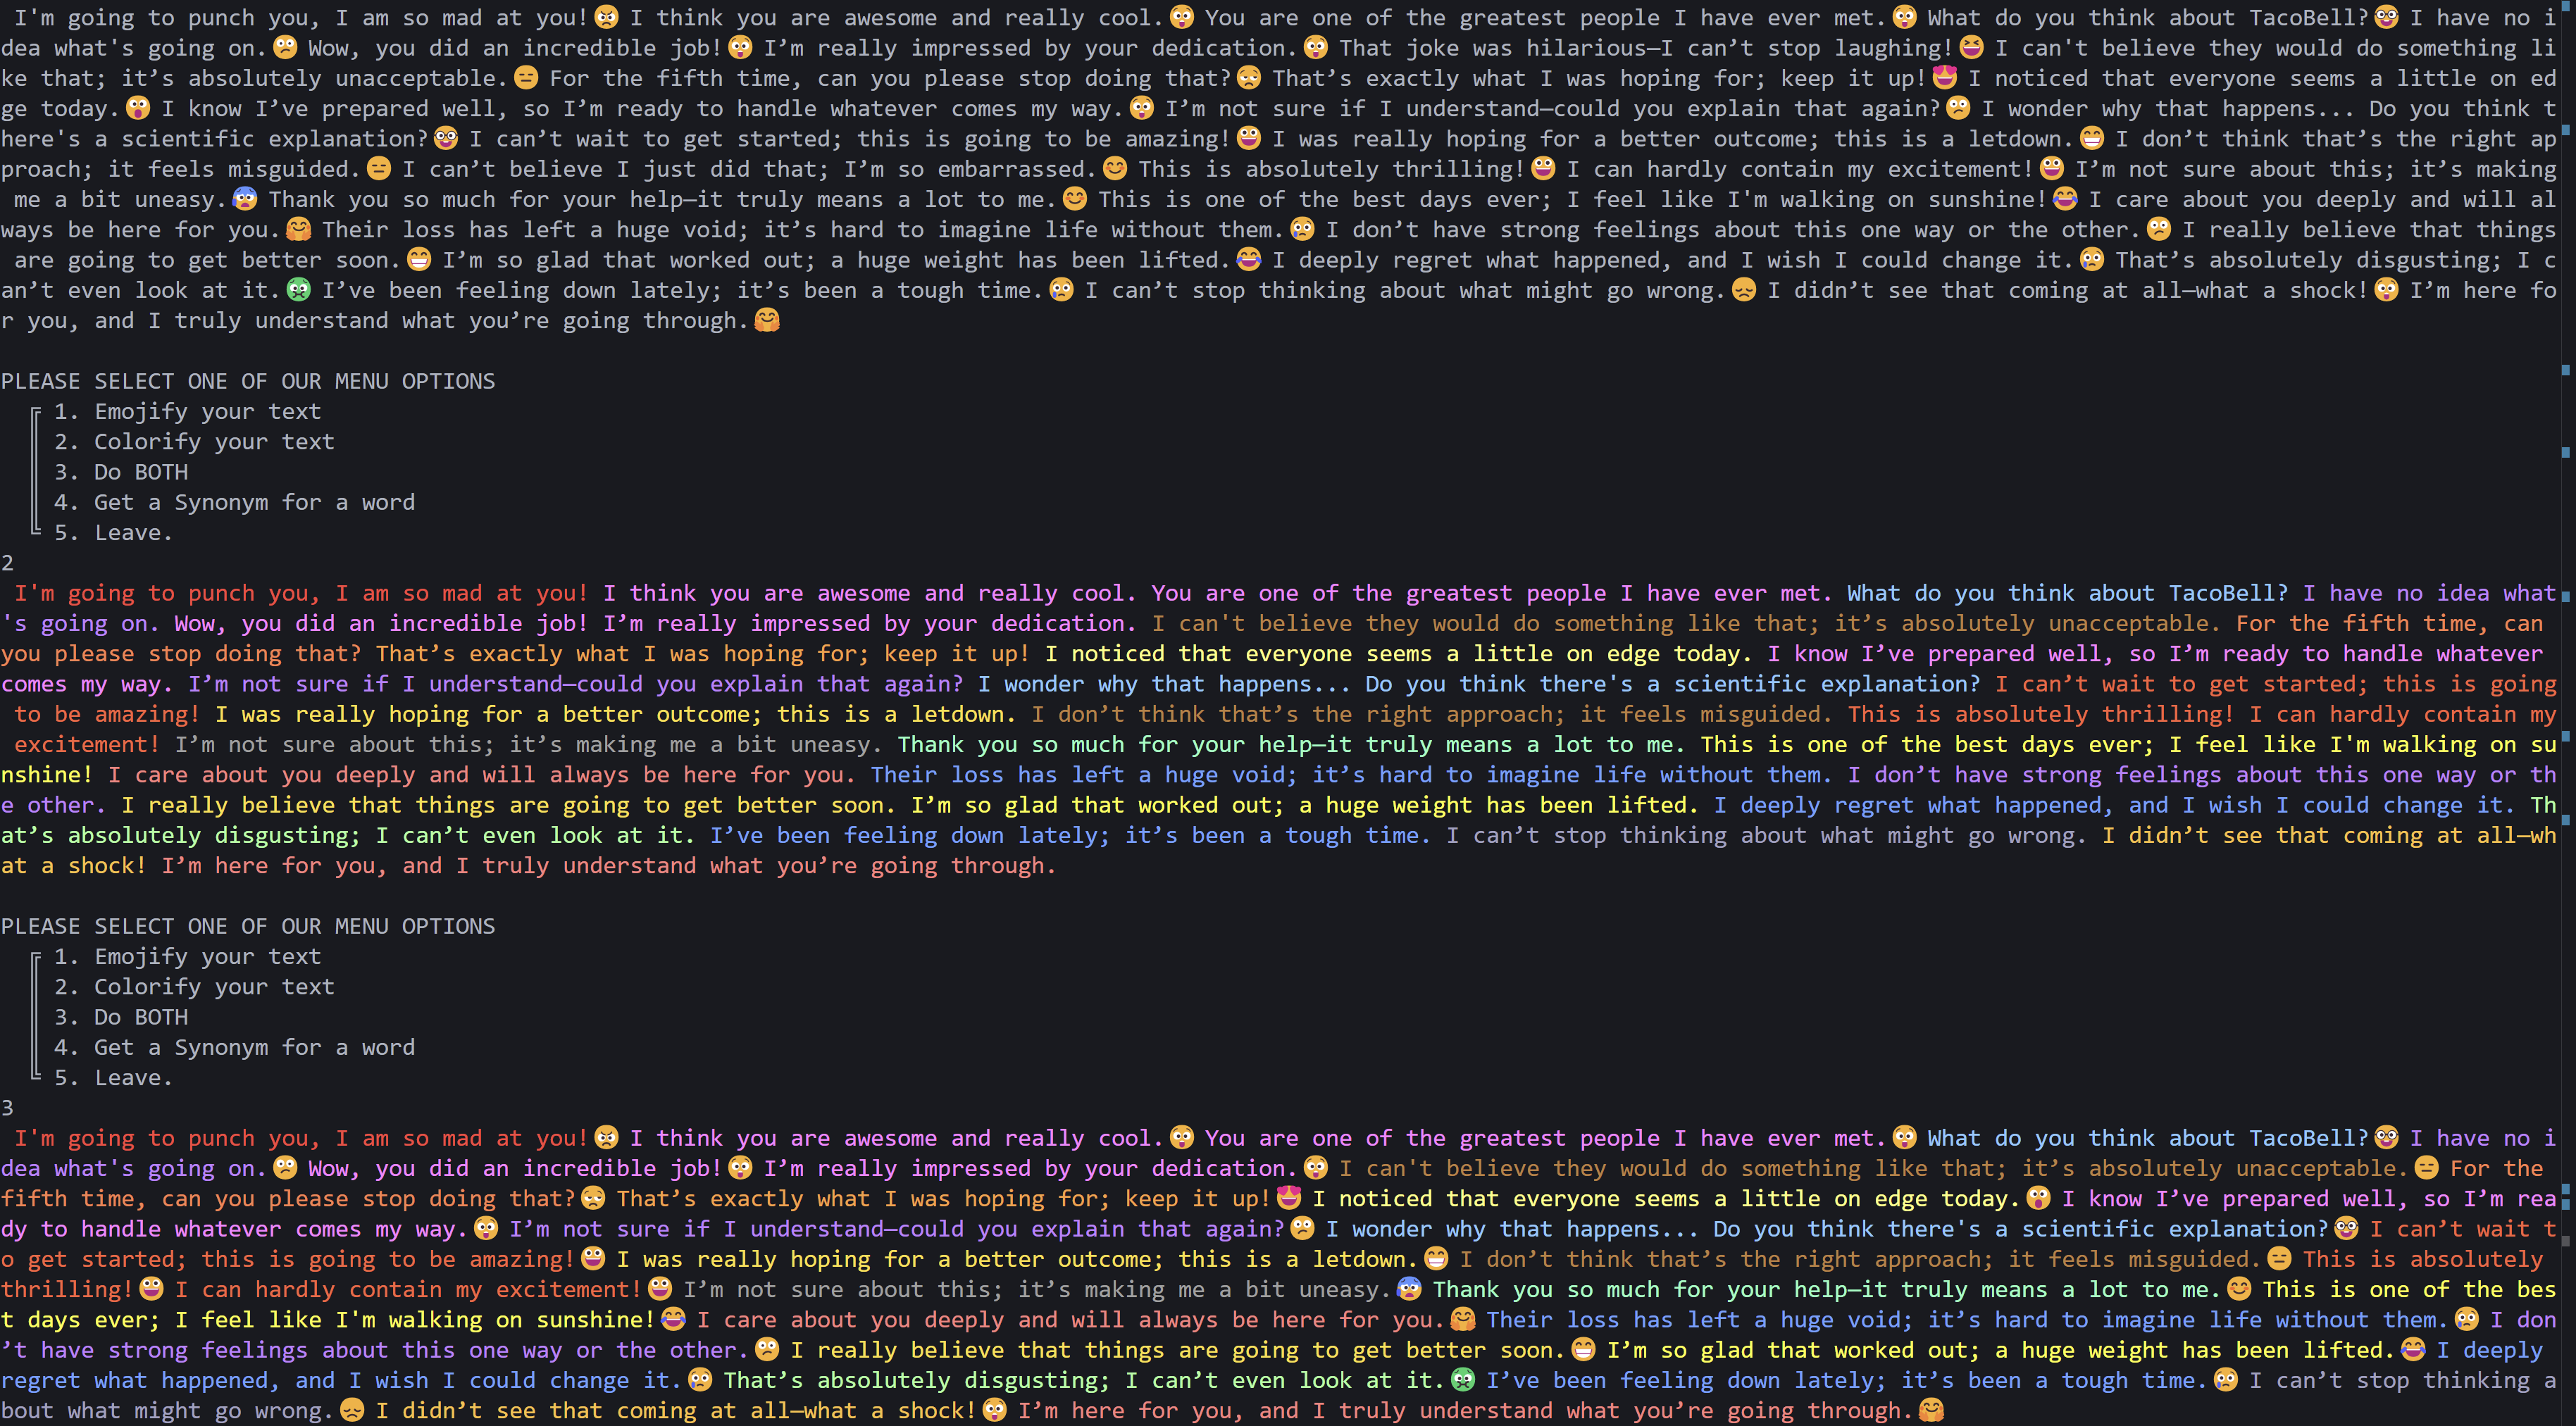 I'm going to punch you, I am so mad at you!😠 I think you are awesome and really cool.😲 You are one of the greatest people I have ever met.😲 What do you think about TacoBell?🤓 I have no i
dea what's going on.😕 Wow, you did an incredible job!😲 I’m really impressed by your dedication.😲 That joke was hilarious—I can’t stop laughing!😆 I can't believe they would do something li
ke that; it’s absolutely unacceptable.😑 For the fifth time, can you please stop doing that?😩 That’s exactly what I was hoping for; keep it up!🤩 I noticed that everyone seems a little on ed
ge today.😲 I know I’ve prepared well, so I’m ready to handle whatever comes my way.😲 I’m not sure if I understand—could you explain that again?😕 I wonder why that happens... Do you think t
here's a scientific explanation?🤓 I can’t wait to get started; this is going to be amazing!😀 I was really hoping for a better outcome; this is a letdown.😁 I don’t think that’s the right ap
proach; it feels misguided.😑 I can’t believe I just did that; I’m so embarrassed.😊 This is absolutely thrilling!😀 I can hardly contain my excitement!😀 I’m not sure about this; it’s making
me a bit uneasy.😰 Thank you so much for your help—it truly means a lot to me.😊 This is one of the best days ever; I feel like I'm walking on sunshine!😂 I care about you deeply and will al
ways be here for you.🤗 Their loss has left a huge void; it’s hard to imagine life without them.😢 I don’t have strong feelings about this one way or the other.😕 I really believe that things
are going to get better soon.😁 I’m so glad that worked out; a huge weight has been lifted.😂 I deeply regret what happened, and I wish I could change it.😢 That’s absolutely disgusting; I c
an’t even look at it.🤢 I’ve been feeling down lately; it’s been a tough time.😢 I can’t stop thinking about what might go wrong.😞 I didn’t see that coming at all—what a shock!😲 I’m here fo
r you, and I truly understand what you’re going through.🤗
PLEASE SELECT ONE OF OUR MENU OPTIONS
1. Emojify your text
2. Colorify your text
3. Do BOTH
4. Get a Synonym for a word
5. Leave.
2
I'm going to punch you, I am so mad at you! I think you are awesome and really cool. You are one of the greatest people I have ever met. What do you think about TacoBell? I have no idea what
's going on. Wow, you did an incredible job! I’m really impressed by your dedication. I can't believe they would do something like that; it’s absolutely unacceptable. For the fifth time, can
you please stop doing that? That’s exactly what I was hoping for; keep it up! I noticed that everyone seems a little on edge today. I know I’ve prepared well, so I’m ready to handle whatever
comes my way. I’m not sure if I understand—could you explain that again? I wonder why that happens... Do you think there's a scientific explanation? I can’t wait to get started; this is going
to be amazing! I was really hoping for a better outcome; this is a letdown. I don’t think that’s the right approach; it feels misguided. This is absolutely thrilling! I can hardly contain my
excitement! I’m not sure about this; it’s making me a bit uneasy. Thank you so much for your help—it truly means a lot to me. This is one of the best days ever; I feel like I'm walking on su
nshine! I care about you deeply and will always be here for you. Their loss has left a huge void; it’s hard to imagine life without them. I don’t have strong feelings about this one way or th
e other. I really believe that things are going to get better soon. I’m so glad that worked out; a huge weight has been lifted. I deeply regret what happened, and I wish I could change it. Th
at’s absolutely disgusting; I can’t even look at it. I’ve been feeling down lately; it’s been a tough time. I can’t stop thinking about what might go wrong. I didn’t see that coming at all—wh
at a shock! I’m here for you, and I truly understand what you’re going through.
PLEASE SELECT ONE OF OUR MENU OPTIONS
1. Emojify your text
2. Colorify your text
3. Do BOTH
4. Get a Synonym for a word
5. Leave.
3
I'm going to punch you, I am so mad at you!😠 I think you are awesome and really cool.😲 You are one of the greatest people I have ever met.😲 What do you think about TacoBell?🤓 I have no i
dea what's going on.😕 Wow, you did an incredible job!😲 I’m really impressed by your dedication.😲 I can't believe they would do something like that; it’s absolutely unacceptable.😑 For the
fifth time, can you please stop doing that?😩 That’s exactly what I was hoping for; keep it up!🤩 I noticed that everyone seems a little on edge today.😲 I know I’ve prepared well, so I’m rea
dy to handle whatever comes my way.😲 I’m not sure if I understand—could you explain that again?😕 I wonder why that happens... Do you think there's a scientific explanation?🤓 I can’t wait t
o get started; this is going to be amazing!😀 I was really hoping for a better outcome; this is a letdown.😁 I don’t think that’s the right approach; it feels misguided.😑 This is absolutely
thrilling!😀 I can hardly contain my excitement!😀 I’m not sure about this; it’s making me a bit uneasy.😰 Thank you so much for your help—it truly means a lot to me.😊 This is one of the bes
t days ever; I feel like I'm walking on sunshine!😂 I care about you deeply and will always be here for you.🤗 Their loss has left a huge void; it’s hard to imagine life without them.😢 I don
’t have strong feelings about this one way or the other.😕 I really believe that things are going to get better soon.😁 I’m so glad that worked out; a huge weight has been lifted.😂 I deeply
regret what happened, and I wish I could change it.😢 That’s absolutely disgusting; I can’t even look at it.🤢 I’ve been feeling down lately; it’s been a tough time.😢 I can’t stop thinking a
bout what might go wrong.😞 I didn’t see that coming at all—what a shock!😲 I’m here for you, and I truly understand what you’re going through.🤗